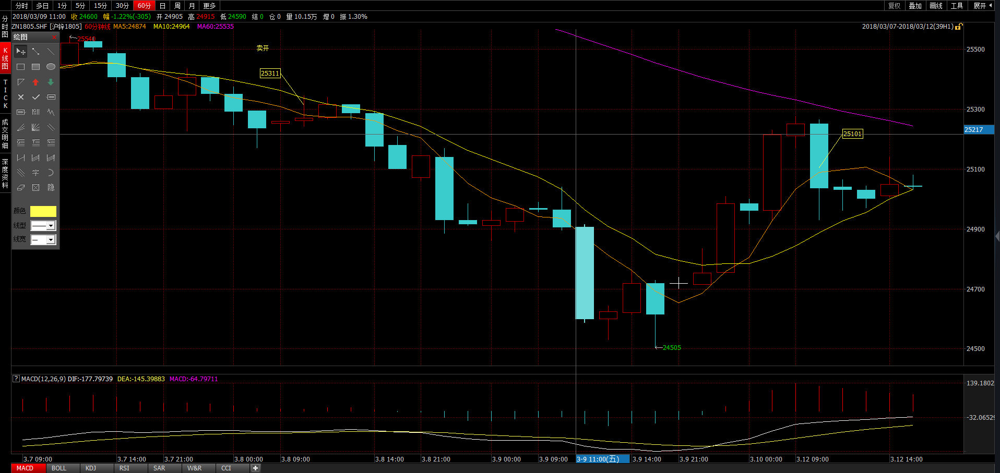 分时 多日 1分 5分 15分 30分 60分 日 周 月 更多 复权 叠加 画线 工具 展开
2018/03/09 11:00 收 24600 幅 -1.22%(-305) 开 24905 高 24915 低 24590 结 0 仓 0 量 10.15万 增 0 振 1.30%
ZN1805.SHF [沪锌1805] 60分钟线 MA5:24874 MA10:24964 MA60:25535 2018/03/07-2018/03/12(39H1)
分时图
K线图
TICK
成交明细
深度资料
绘图
字
隐
颜色
线型
线宽
25540
卖开
25311
25101
24505
25500
25300
25217
25100
24900
24700
24500
? MACD(12,26,9) DIF:-177.79739 DEA:-145.39883 MACD:-64.79711
139.1802
-32.06529
3.7 09:00 3.7 14:00 3.7 21:00 3.8 00:00 3.8 09:00 3.8 14:00 3.8 21:00 3.9 00:00 3.9 09:00 3-9 11:00(五) 3.9 14:00 3.9 21:00 3.10 00:00 3.12 09:00 3.12 14:00
MACD BOLL KDJ RSI SAR W&R CCI